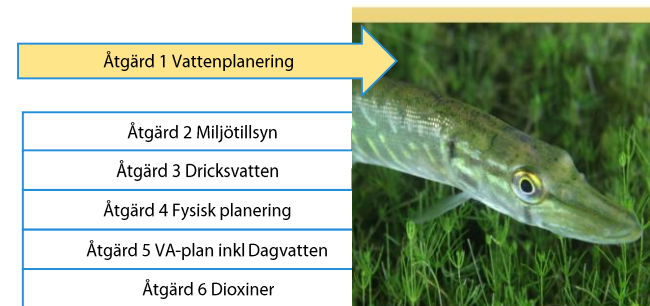 Åtgärd 1 Vattenplanering
Åtgärd 2 Miljötillsyn
Åtgärd 3 Dricksvatten
Åtgärd 4 Fysisk planering
Åtgärd 5 VA-plan inkl Dagvatten
Åtgärd 6 Dioxiner